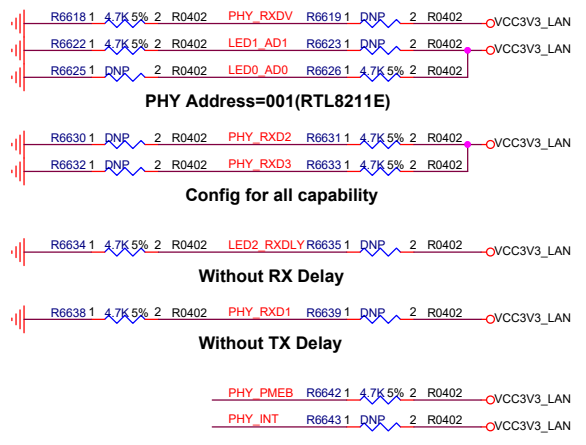 R6618 1 4.7K 5% 2 R0402 PHY_RXDV R6619 1 DNP 2 R0402 VCC3V3_LAN
R6622 1 4.7K 5% 2 R0402 LED1_AD1 R6623 1 DNP 2 R0402 VCC3V3_LAN
R6625 1 DNP 2 R0402 LED0_AD0 R6626 1 4.7K 5% 2 R0402
PHY Address=001(RTL8211E)
R6630 1 DNP 2 R0402 PHY_RXD2 R6631 1 4.7K 5% 2 R0402 VCC3V3_LAN
R6632 1 DNP 2 R0402 PHY_RXD3 R6633 1 4.7K 5% 2 R0402
Config for all capability
R6634 1 4.7K 5% 2 R0402 LED2_RXDLY R6635 1 DNP 2 R0402 VCC3V3_LAN
Without RX Delay
R6638 1 4.7K 5% 2 R0402 PHY_RXD1 R6639 1 DNP 2 R0402 VCC3V3_LAN
Without TX Delay
PHY_PMEB R6642 1 4.7K 5% 2 R0402 VCC3V3_LAN
PHY_INT R6643 1 DNP 2 R0402 VCC3V3_LAN